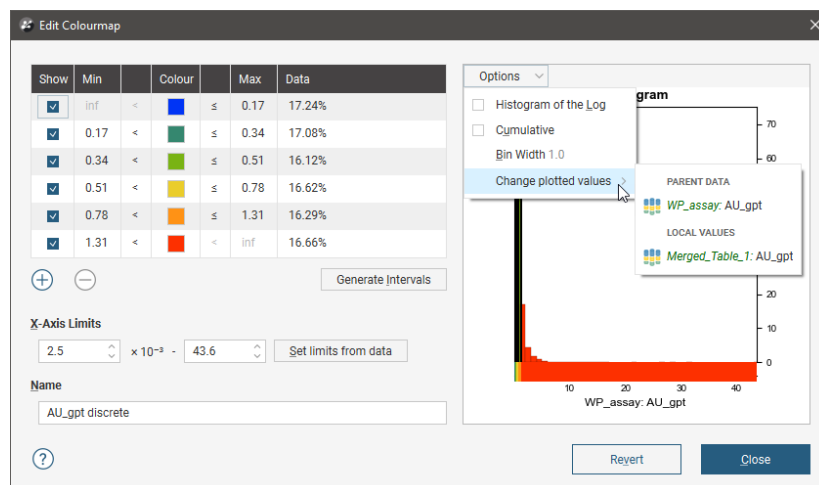 Edit Colourmap
Show Min Colour Max Data
inf < ≤ 0.17 17.24%
0.17 < ≤ 0.34 17.08%
0.34 < ≤ 0.51 16.12%
0.51 < ≤ 0.78 16.62%
0.78 < ≤ 1.31 16.29%
1.31 < < inf 16.66%
Generate Intervals
X-Axis Limits
2.5 × 10⁻³ - 43.6 Set limits from data
Name
AU_gpt discrete
Options
gram
Histogram of the Log
Cumulative
Bin Width 1.0
Change plotted values
PARENT DATA
WP_assay: AU_gpt
LOCAL VALUES
Merged_Table_1: AU_gpt
70
60
20
10
0
10 20 30 40
WP_assay: AU_gpt
? Revert Close